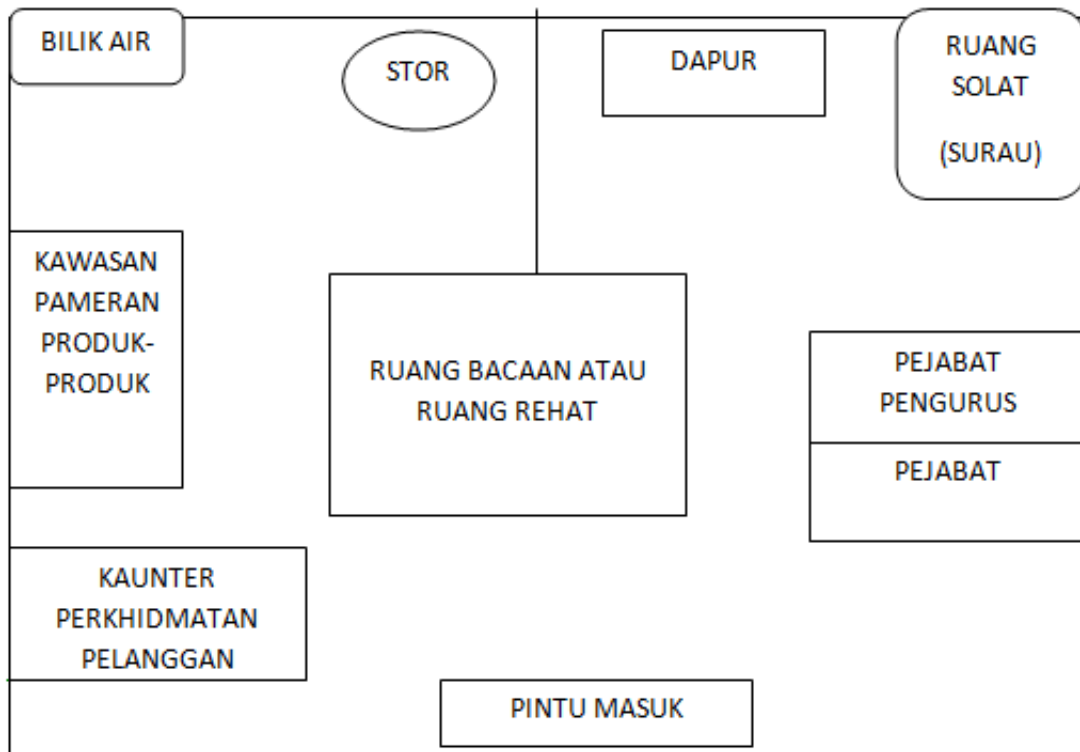 BILIK AIR
STOR
DAPUR
RUANG
SOLAT
(SURAU)
KAWASAN
PAMERAN
PRODUK-
PRODUK
RUANG BACAAN ATAU
RUANG REHAT
PEJABAT
PENGURUS
PEJABAT
KAUNTER
PERKHIDMATAN
PELANGGAN
PINTU MASUK